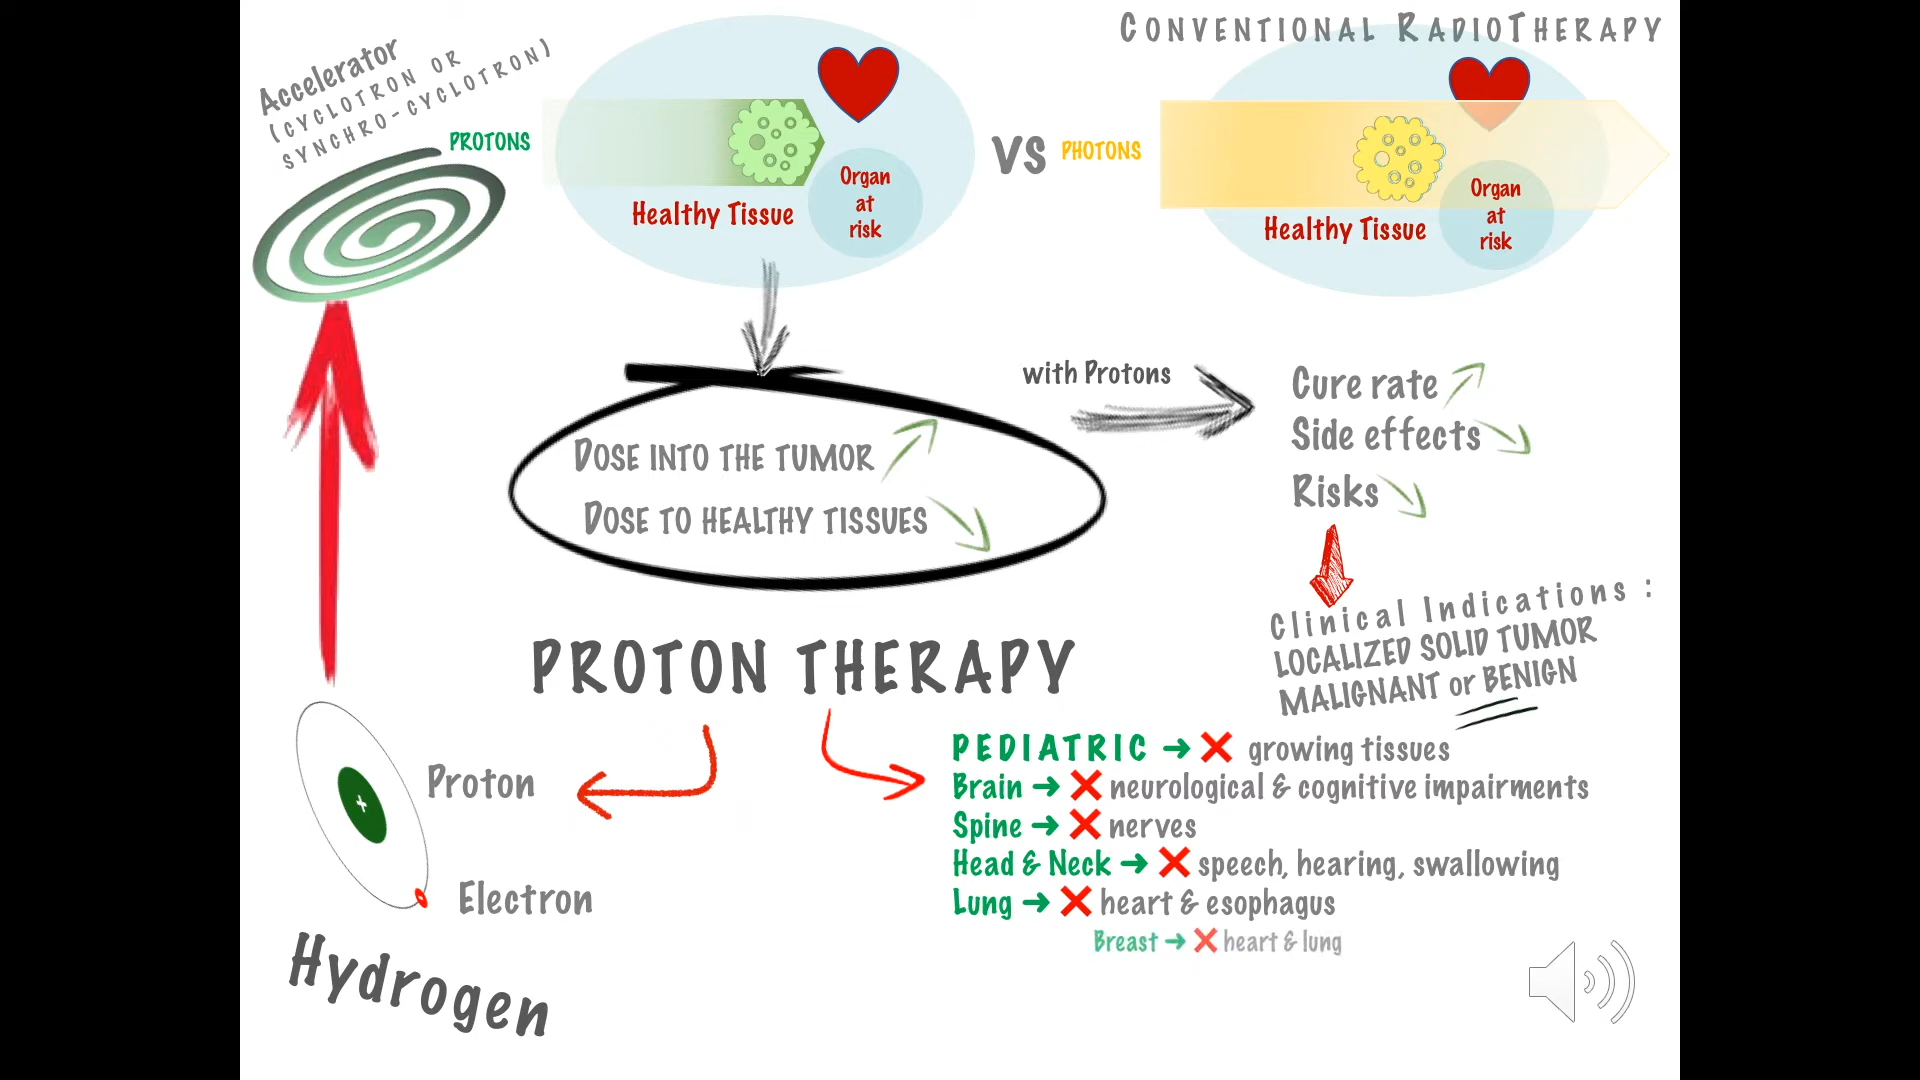 Accelerator
(CYCLOTRON OR
SYNCHRO-CYCLOTRON)
PROTONS
Healthy Tissue
Organ
at
risk
VS
CONVENTIONAL RADIOTHERAPY
PHOTONS
Healthy Tissue
Organ
at
risk
DOSE INTO THE TUMOR
DOSE TO HEALTHY TISSUES
with Protons
Cure rate
Side effects
Risks
Clinical Indications :
LOCALIZED SOLID TUMOR
MALIGNANT or BENIGN
PROTON THERAPY
Proton
+
Electron
Hydrogen
PEDIATRIC → ❌ growing tissues
Brain → ❌ neurological & cognitive impairments
Spine → ❌ nerves
Head & Neck → ❌ speech, hearing, swallowing
Lung → ❌ heart & esophagus
Breast → ❌ heart & lung